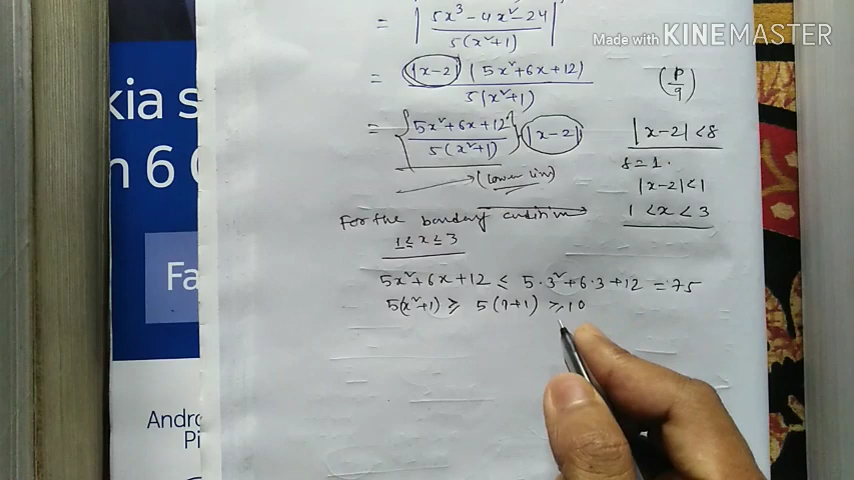 = | 5x³ - 4x² - 24 / 5(x²+1) |
Made with KINEMASTER
= |x-2| (5x²+6x+12) / 5(x²+1)
(p/q)
= { 5x²+6x+12 / 5(x²+1) } |x-2|
|x-2| < δ
δ = 1.
(Lower limit)
|x-2| < 1
1 < x < 3
For the bondery condition
1 ≤ x ≤ 3
5x²+6x+12 ≤ 5·3²+6·3+12 = 75
5(x²+1) ≥ 5(1+1) ≥ 10
kia
6
Fa
Andro
Pi